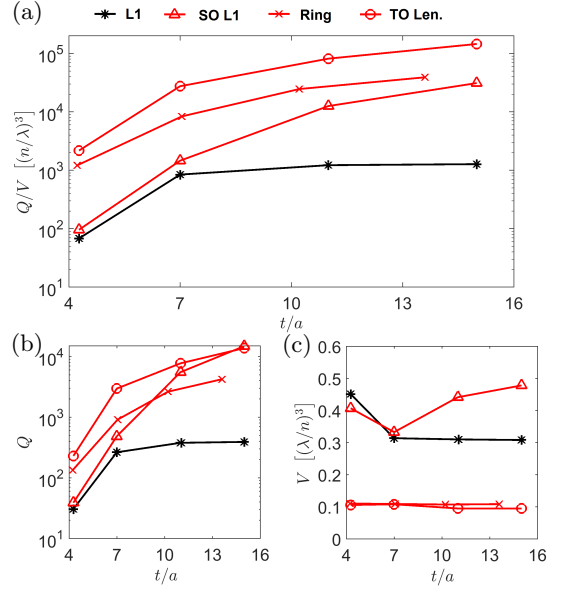 (a)
L1 SO L1 Ring TO Len.
10^5
10^4
10^3
10^2
10^1
Q/V [(n/λ)^3]
4 7 10 13 16
t/a
(b)
10^4
10^3
10^2
10^1
Q
4 7 10 13 16
t/a
(c)
0.6
0.5
0.4
0.3
0.2
0.1
0
V [(λ/n)^3]
4 7 10 13 16
t/a